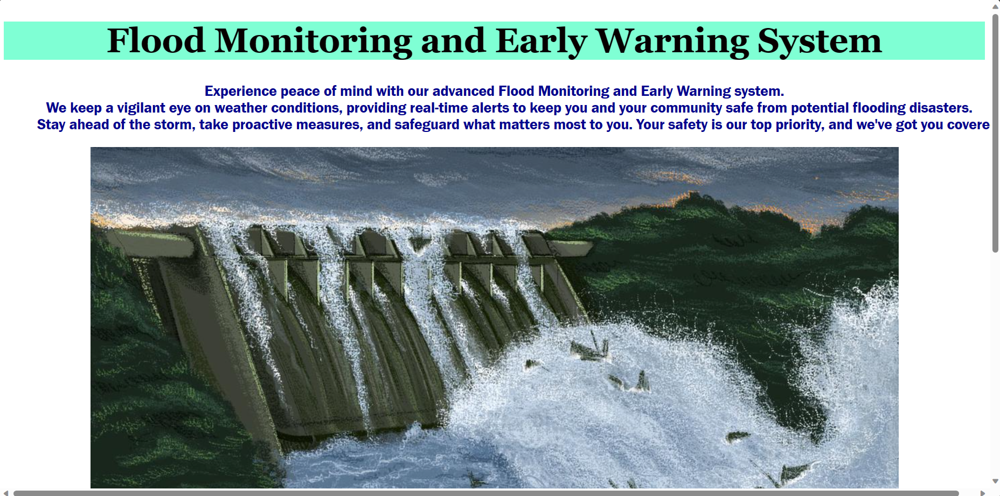 Flood Monitoring and Early Warning System
Experience peace of mind with our advanced Flood Monitoring and Early Warning system.
We keep a vigilant eye on weather conditions, providing real-time alerts to keep you and your community safe from potential flooding disasters.
Stay ahead of the storm, take proactive measures, and safeguard what matters most to you. Your safety is our top priority, and we've got you covere